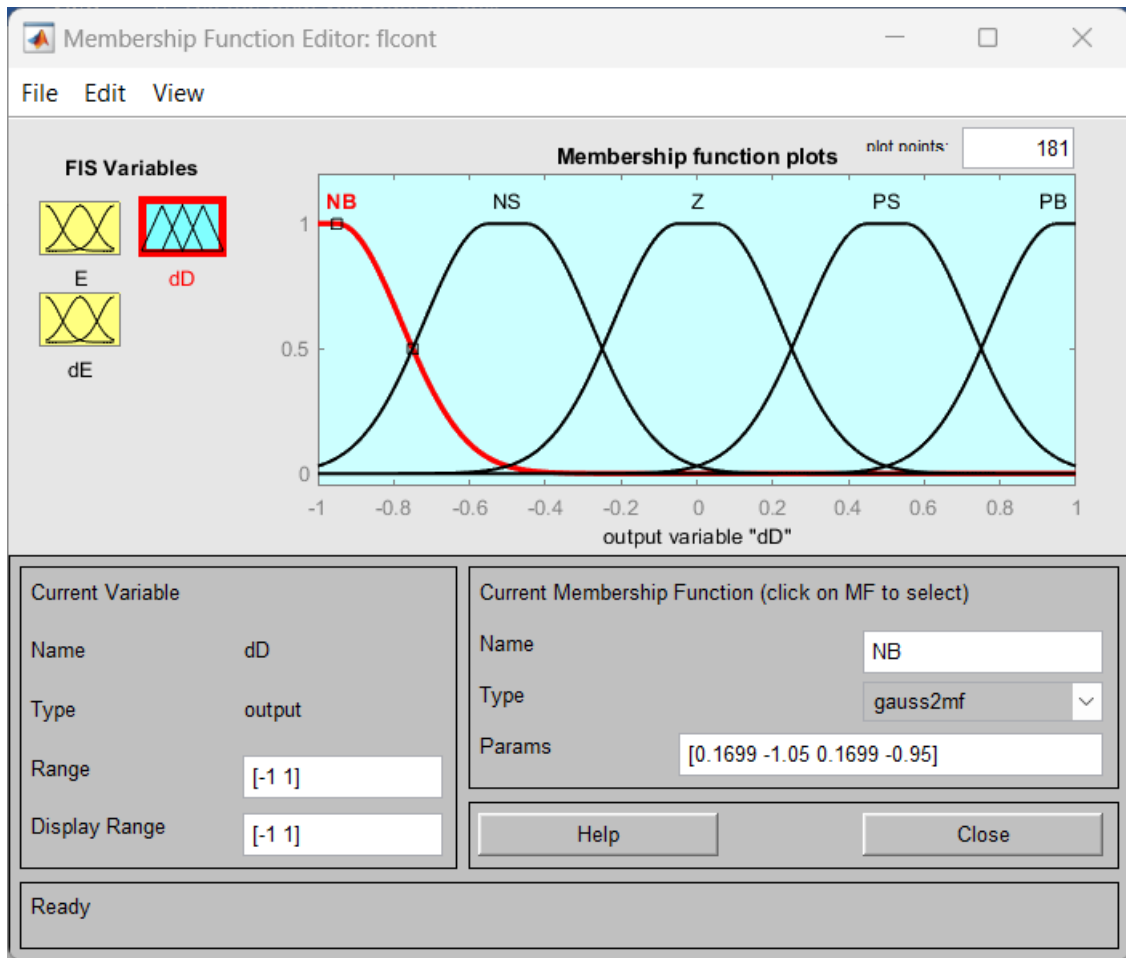 Membership Function Editor: flcont
File Edit View
FIS Variables
E
dD
dE
Membership function plots
plot points:
181
NB NS Z PS PB
1
0.5
0
-1 -0.8 -0.6 -0.4 -0.2 0 0.2 0.4 0.6 0.8 1
output variable "dD"
Current Variable
Name dD
Type output
Range [-1 1]
Display Range [-1 1]
Current Membership Function (click on MF to select)
Name NB
Type gauss2mf
Params [0.1699 -1.05 0.1699 -0.95]
Help Close
Ready